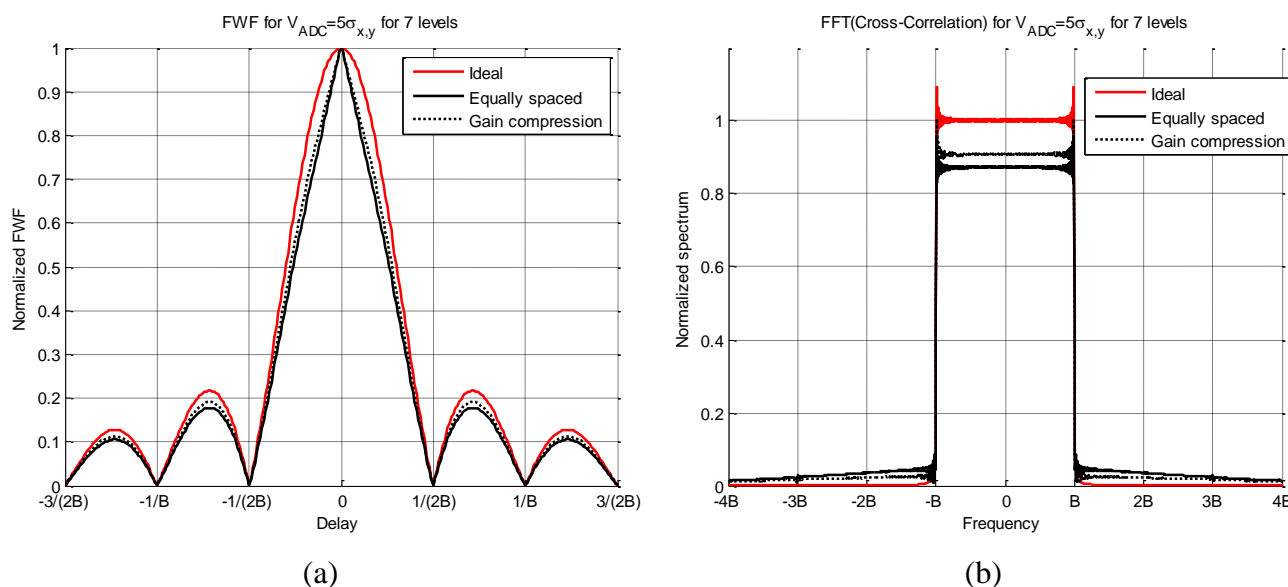 FWF for V_ADC=5σ_x,y for 7 levels
Normalized FWF
1
0.9
0.8
0.7
0.6
0.5
0.4
0.3
0.2
0.1
0
Ideal
Equally spaced
Gain compression
-3/(2B) -1/B -1/(2B) 0 1/(2B) 1/B 3/(2B)
Delay
(a)
FFT(Cross-Correlation) for V_ADC=5σ_x,y for 7 levels
Normalized spectrum
1
0.8
0.6
0.4
0.2
0
Ideal
Equally spaced
Gain compression
-4B -3B -2B -B 0 B 2B 3B 4B
Frequency
(b)